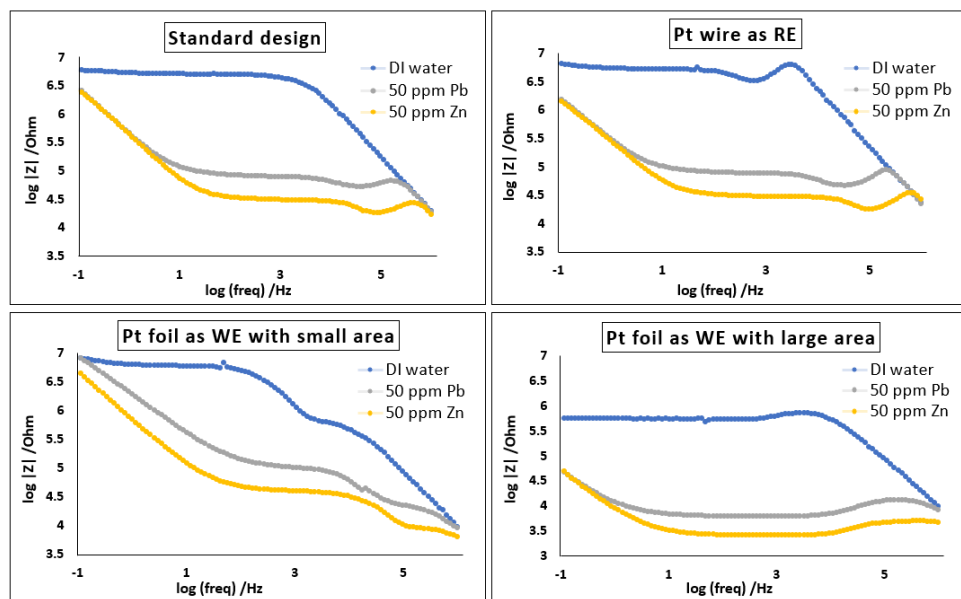 Standard design
DI water
50 ppm Pb
50 ppm Zn
log |Z| /Ohm
7
6.5
6
5.5
5
4.5
4
3.5
-1
1
3
5
log (freq) /Hz
Pt wire as RE
DI water
50 ppm Pb
50 ppm Zn
log |Z| /Ohm
7
6.5
6
5.5
5
4.5
4
3.5
-1
1
3
5
log (freq) /Hz
Pt foil as WE with small area
DI water
50 ppm Pb
50 ppm Zn
log |Z| /Ohm
7
6.5
6
5.5
5
4.5
4
3.5
-1
1
3
5
log (freq) /Hz
Pt foil as WE with large area
DI water
50 ppm Pb
50 ppm Zn
log |Z| /Ohm
7
6.5
6
5.5
5
4.5
4
3.5
3
-1
1
3
5
log (freq) /Hz